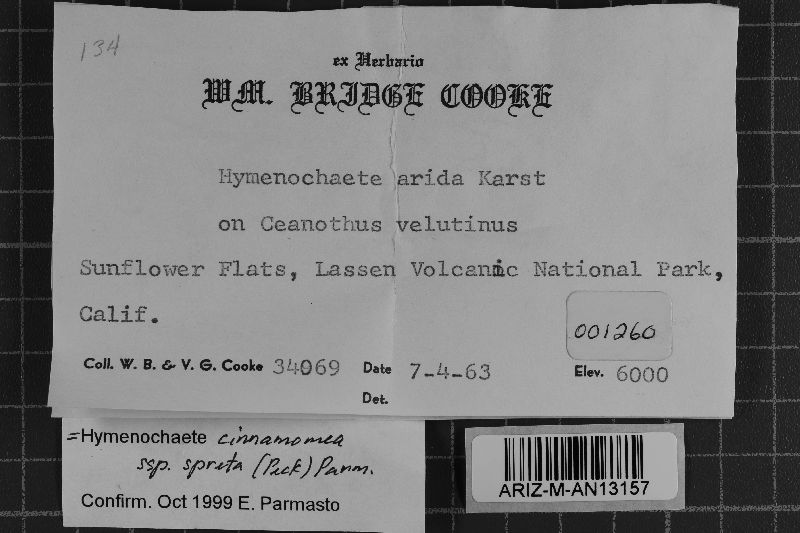 134
ex Herbario
WM. BRIDGE COOKE
Hymenochaete arida Karst
on Ceanothus velutinus
Sunflower Flats, Lassen Volcanic National Park,
Calif.
001260
Coll. W. B. & V. G. Cooke 34069 Date 7-4-63 Elev. 6000
Det.
=Hymenochaete cinnamomea
ssp. spreta (Peck) Parm.
Confirm. Oct 1999 E. Parmasto
ARIZ-M-AN13157